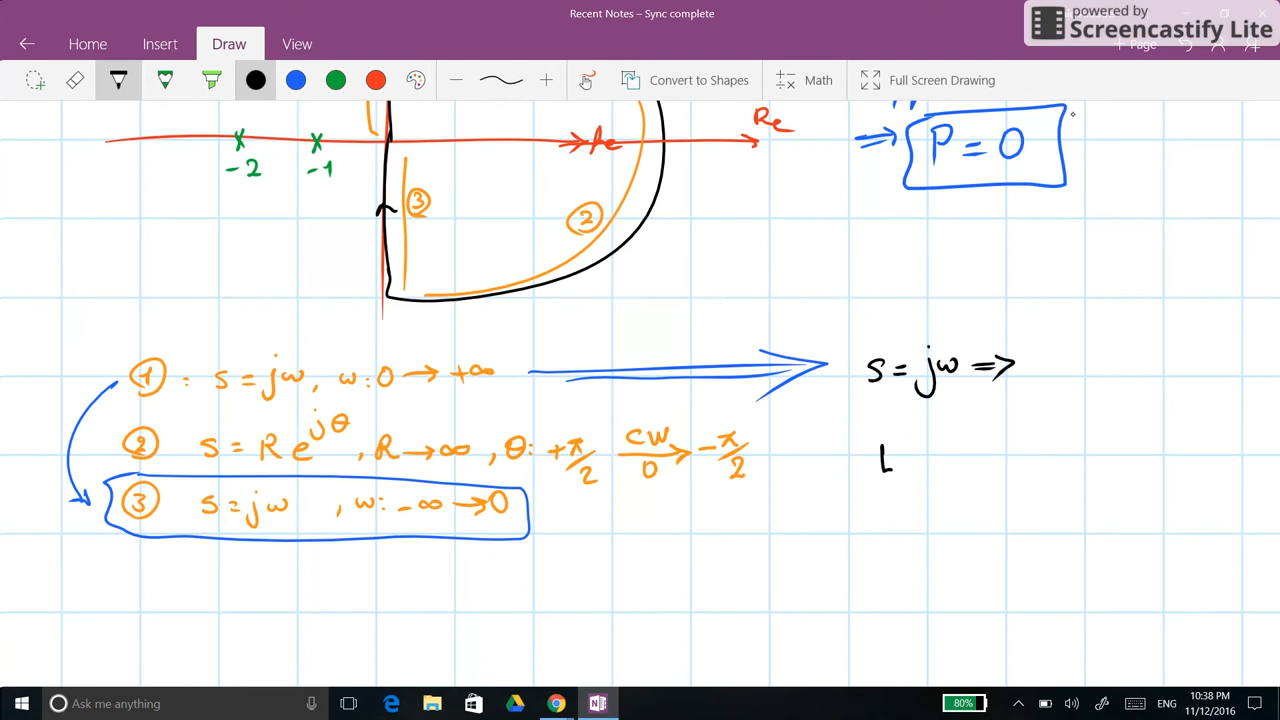 Recent Notes – Sync complete
powered by
Screencastify Lite
Home Insert Draw View
Page
Convert to Shapes
Math
Full Screen Drawing
Re
⇒ P = 0
-2 -1
③
②
① : s = jω, ω: 0 → +∞
s = jω ⇒
② s = R e^{jθ}, R → ∞, θ: +π/2 CW→0 -π/2
L
③ s = jω , ω: -∞ → 0
Ask me anything
80%
ENG
10:38 PM
11/12/2016